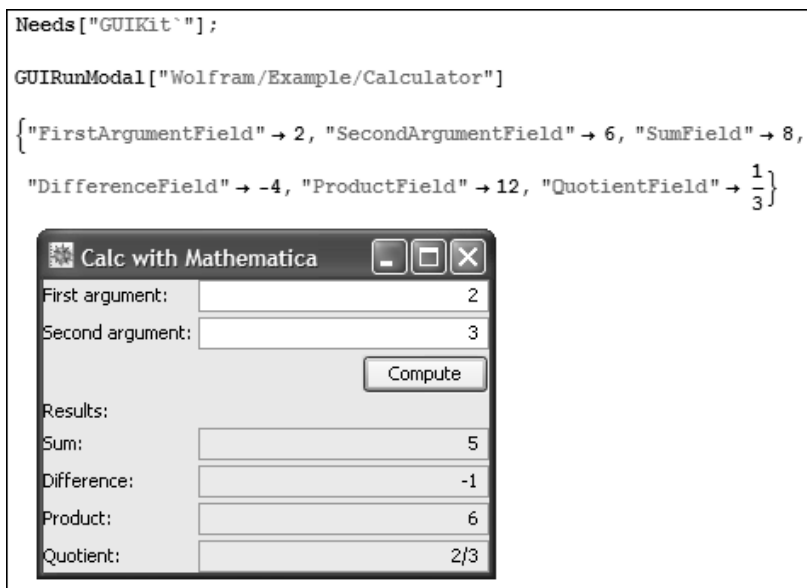 Needs["GUIKit`"];
GUIRunModal["Wolfram/Example/Calculator"]
{"FirstArgumentField" → 2, "SecondArgumentField" → 6, "SumField" → 8,
"DifferenceField" → -4, "ProductField" → 12, "QuotientField" → 1/3}
Calc with Mathematica
First argument: 2
Second argument: 3
Compute
Results:
Sum: 5
Difference: -1
Product: 6
Quotient: 2/3